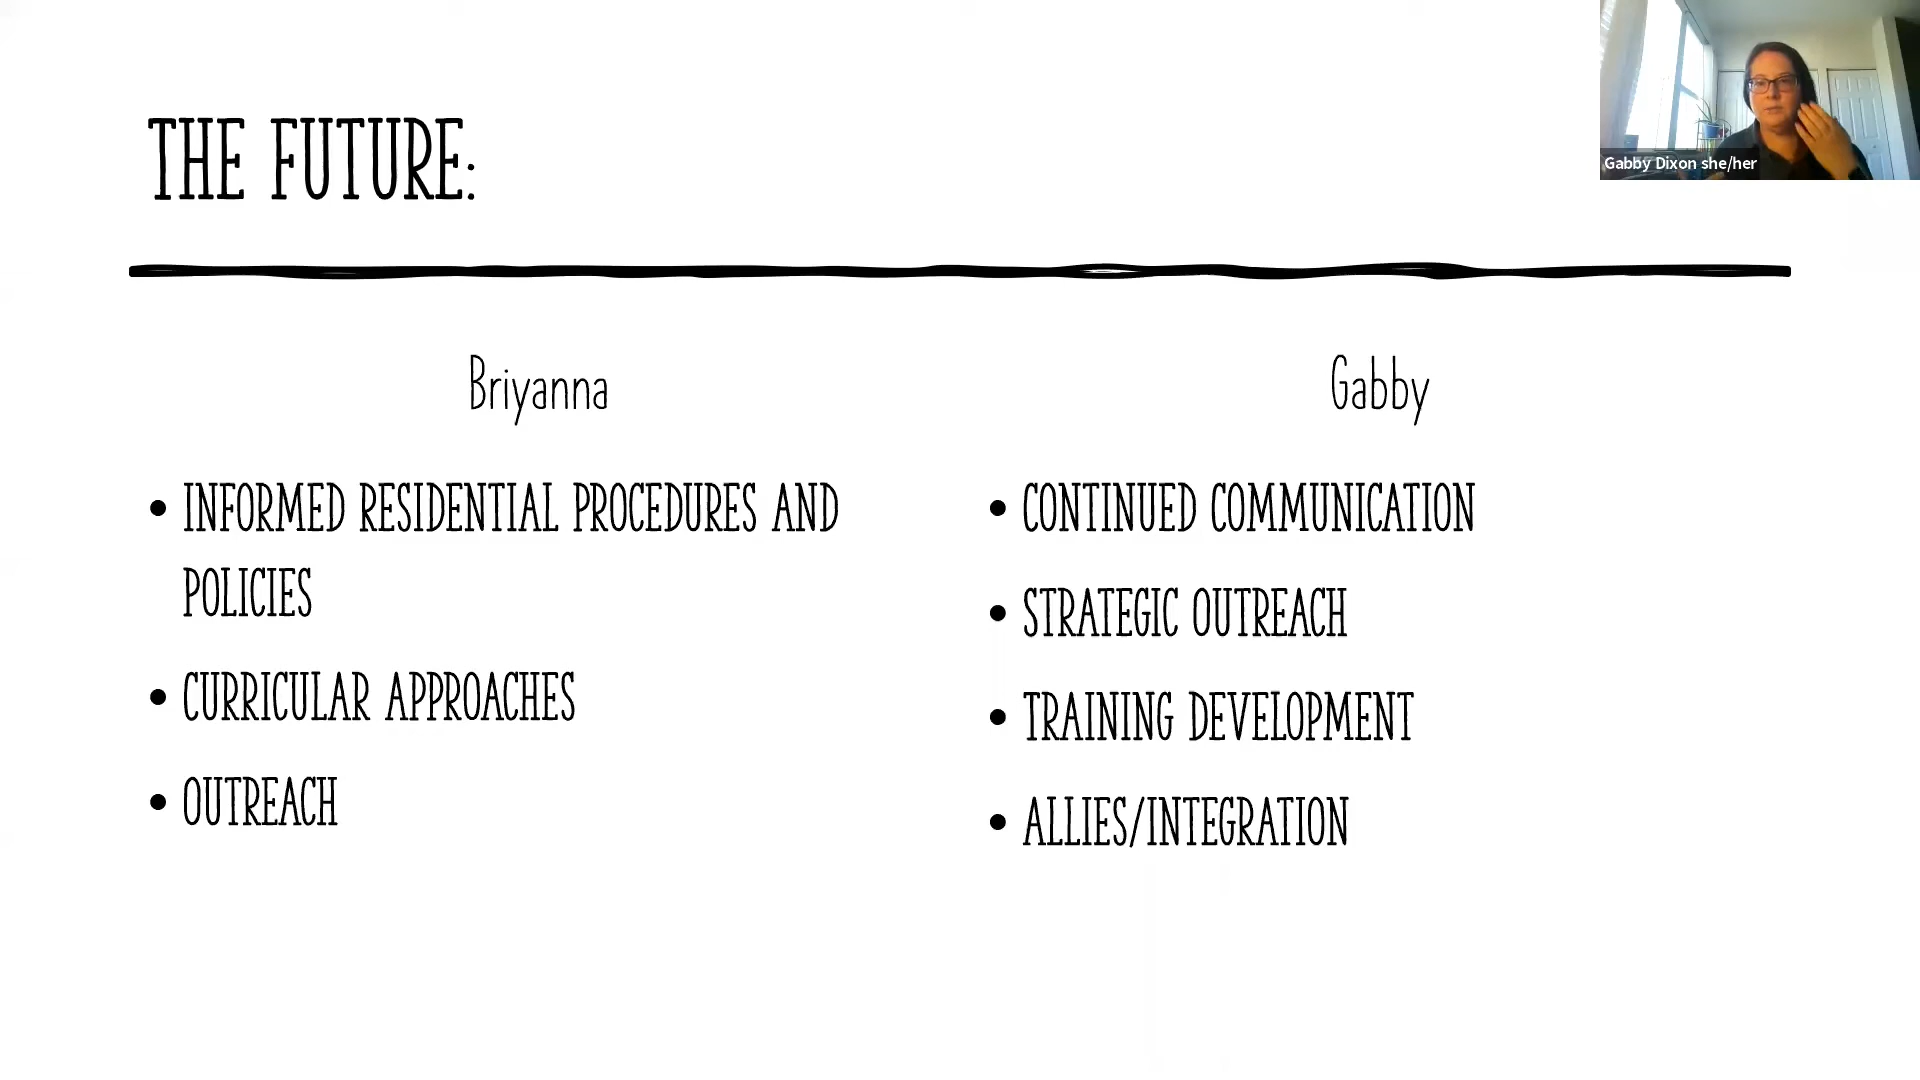 THE FUTURE:
Gabby Dixon she/her
Briyanna
• INFORMED RESIDENTIAL PROCEDURES AND
POLICIES
• CURRICULAR APPROACHES
• OUTREACH
Gabby
• CONTINUED COMMUNICATION
• STRATEGIC OUTREACH
• TRAINING DEVELOPMENT
• ALLIES/INTEGRATION